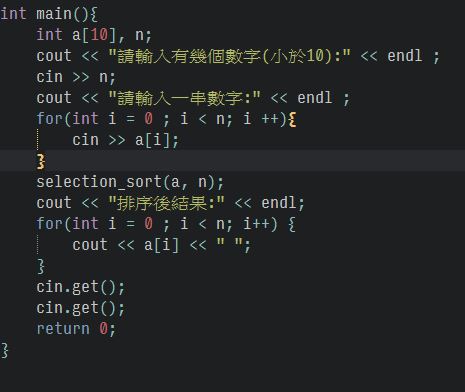 int main(){
    int a[10], n;
    cout << "請輸入有幾個數字(小於10):" << endl ;
    cin >> n;
    cout << "請輸入一串數字:" << endl ;
    for(int i = 0 ; i < n; i ++){
        cin >> a[i];
    }
    selection_sort(a, n);
    cout << "排序後結果:" << endl;
    for(int i = 0 ; i < n; i++) {
        cout << a[i] << " ";
    }
    cin.get();
    cin.get();
    return 0;
}